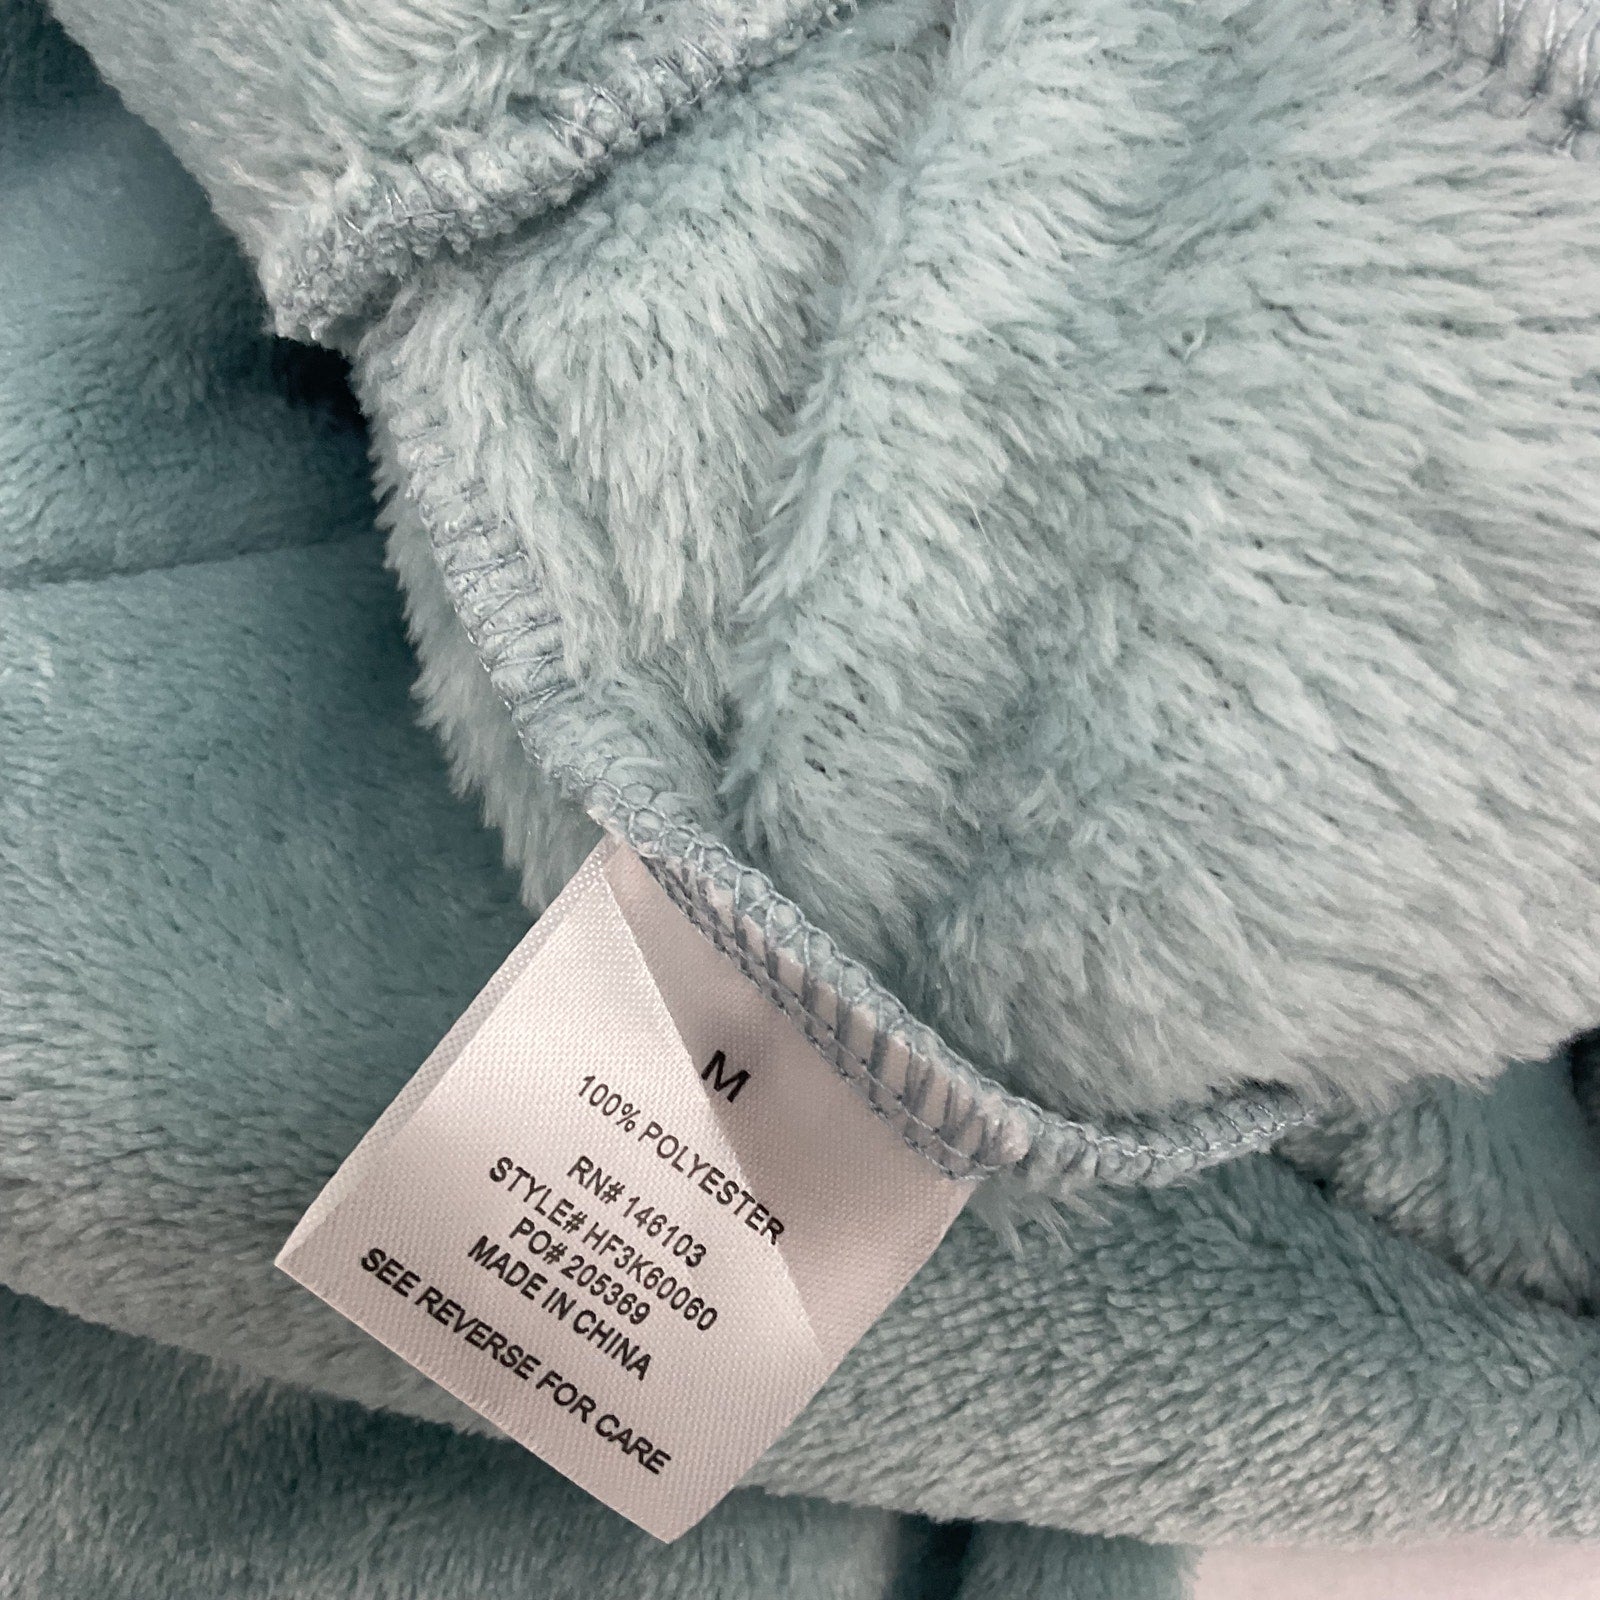 M
100% POLYESTER
RN# 146103
STYLE# HF3K60060
PO# 205369
MADE IN CHINA
SEE REVERSE FOR CARE